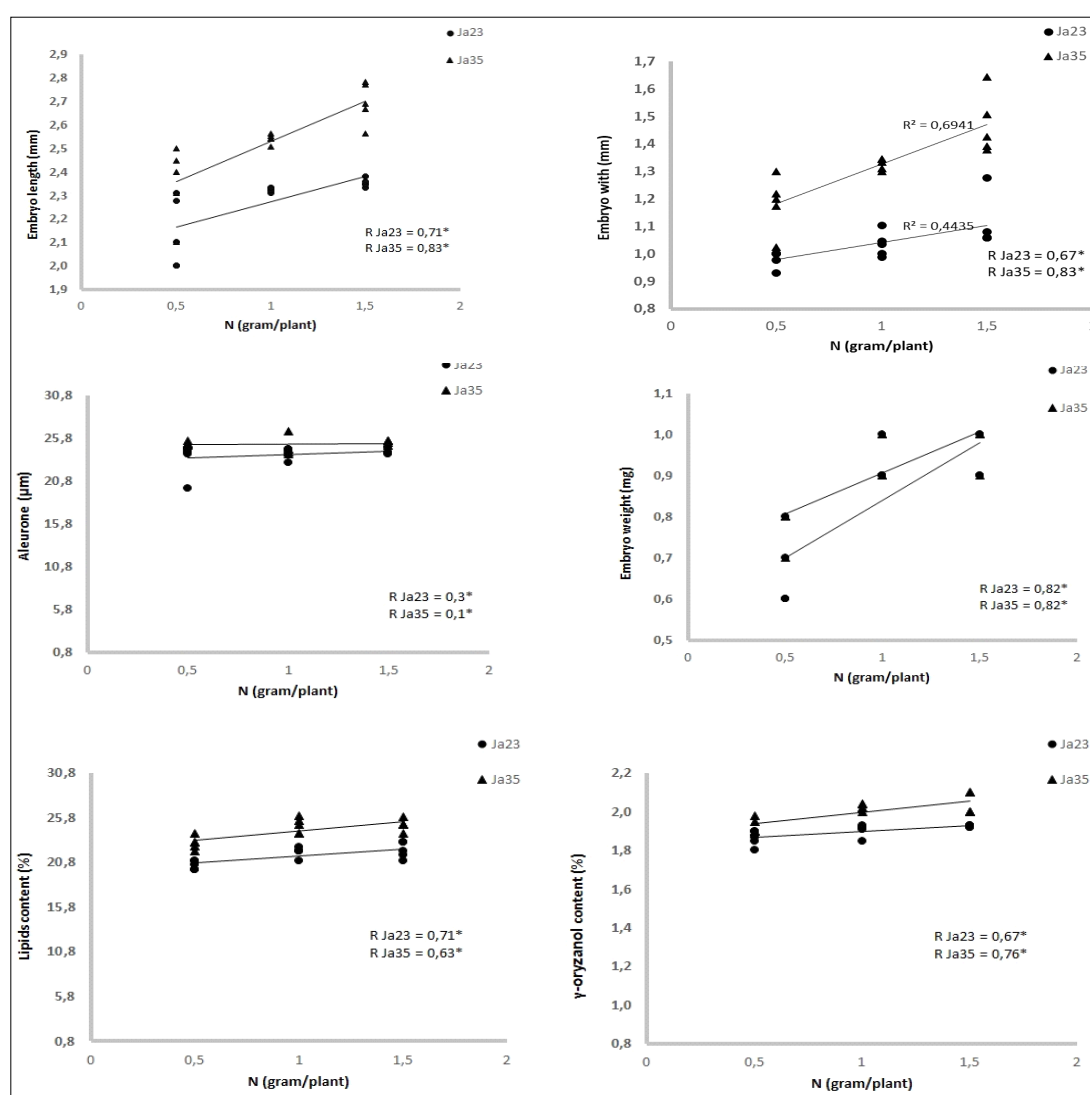 Ja23
Ja35
Embryo length (mm)
2,9
2,8
2,7
2,6
2,5
2,4
2,3
2,2
2,1
2,0
1,9
R Ja23 = 0,71*
R Ja35 = 0,83*
0 0,5 1 1,5 2
N (gram/plant)
Ja23
Ja35
Embryo with (mm)
1,7
1,6
1,5
1,4
1,3
1,2
1,1
1,0
0,9
0,8
R² = 0,6941
R² = 0,4435
R Ja23 = 0,67*
R Ja35 = 0,83*
0 0,5 1 1,5
N (gram/plant)
Ja23
Ja35
Aleurone (µm)
30,8
25,8
20,8
15,8
10,8
5,8
0,8
R Ja23 = 0,3*
R Ja35 = 0,1*
0 0,5 1 1,5 2
N (gram/plant)
Ja23
Ja35
Embryo weight (mg)
1,1
1,0
0,9
0,8
0,7
0,6
0,5
R Ja23 = 0,82*
R Ja35 = 0,82*
0 0,5 1 1,5 2
N (gram/plant)
Ja23
Ja35
Lipids content (%)
30,8
25,8
20,8
15,8
10,8
5,8
0,8
R Ja23 = 0,71*
R Ja35 = 0,63*
0 0,5 1 1,5 2
N (gram/plant)
Ja23
Ja35
γ-oryzanol content (%)
2,2
2,0
1,8
1,6
1,4
1,2
1,0
0,8
R Ja23 = 0,67*
R Ja35 = 0,76*
0 0,5 1 1,5 2
N (gram/plant)